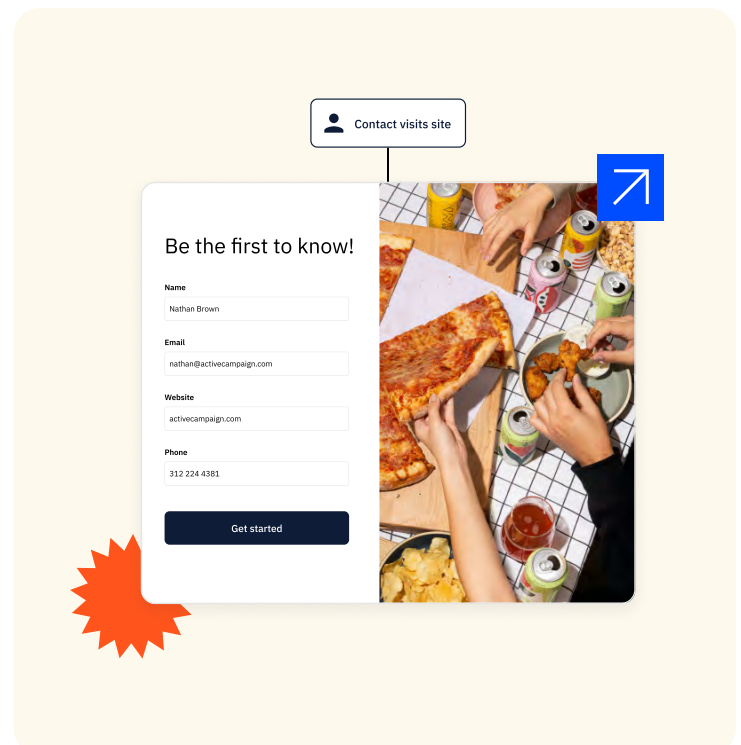 Contact visits site
Be the first to know!
Name
Nathan Brown
Email
nathan@activecampaign.com
Website
activecampaign.com
Phone
312 224 4381
Get started